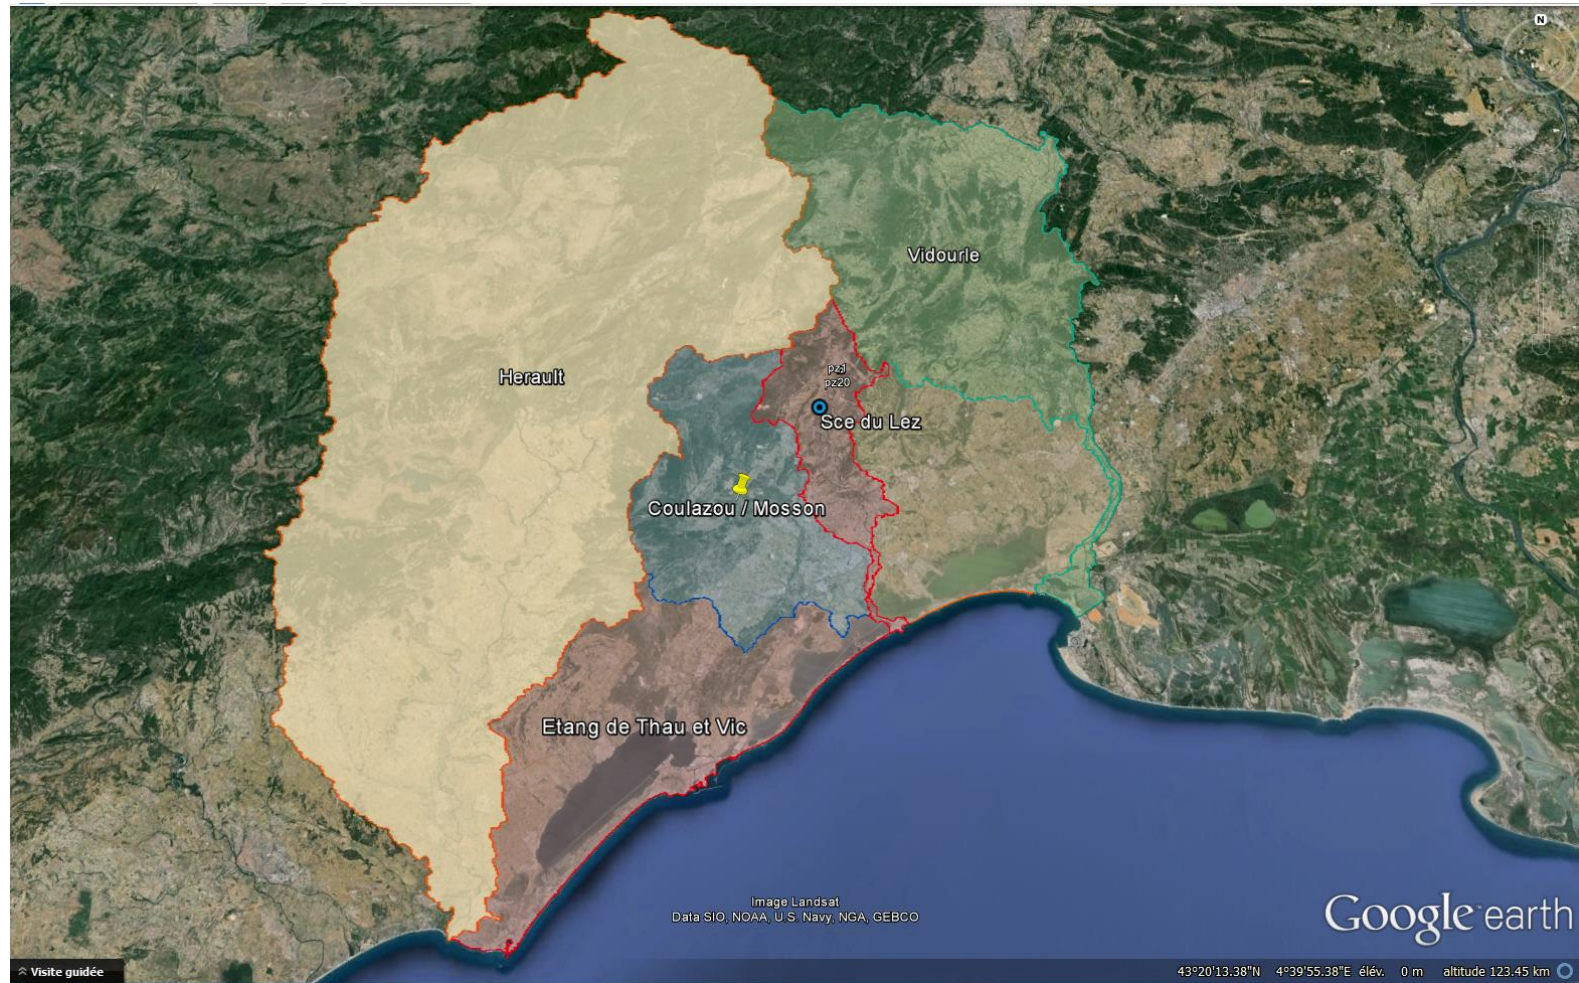 N
Vidourle
pz1
pz20
Herault
Sce du Lez
Coulazou / Mosson
Etang de Thau et Vic
Image Landsat
Data SIO, NOAA, U.S. Navy, NGA, GEBCO
Google earth
Visite guidée
43°20'13.38"N 4°39'55.38"E élév. 0 m altitude 123.45 km